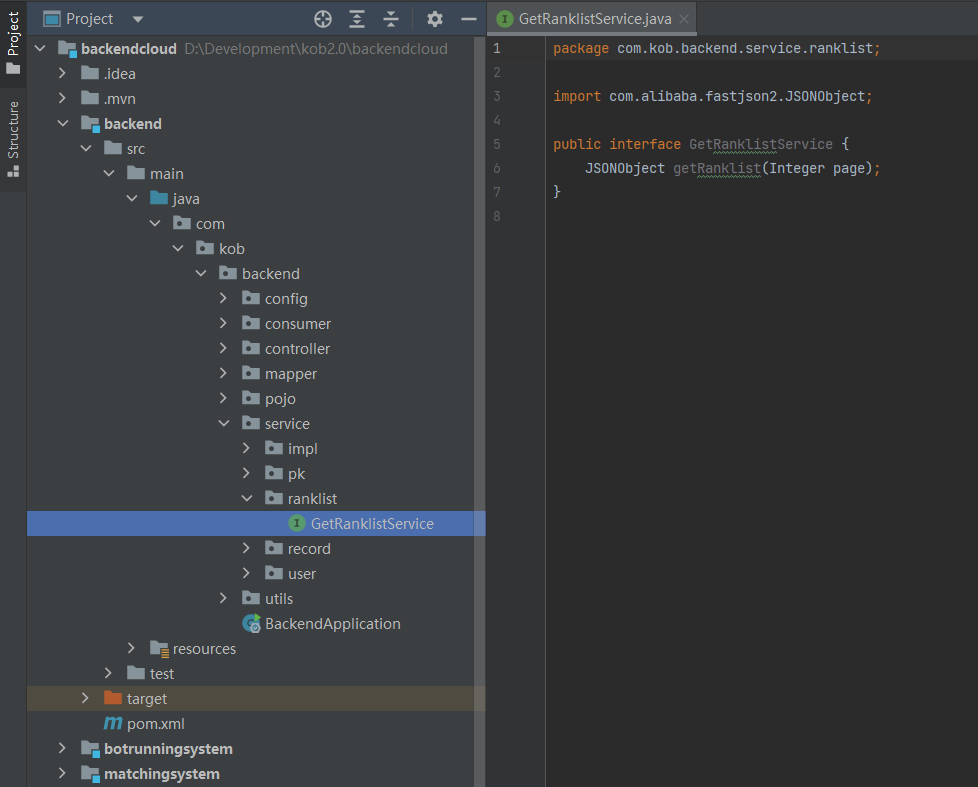 Project
Structure
Project
backendcloud D:\Development\kob2.0\backendcloud
.idea
.mvn
backend
src
main
java
com
kob
backend
config
consumer
controller
mapper
pojo
service
impl
pk
ranklist
GetRanklistService
record
user
utils
BackendApplication
resources
test
target
pom.xml
botrunningsystem
matchingsystem
GetRanklistService.java
1 package com.kob.backend.service.ranklist;
2
3 import com.alibaba.fastjson2.JSONObject;
4
5 public interface GetRanklistService {
6 JSONObject getRanklist(Integer page);
7 }
8